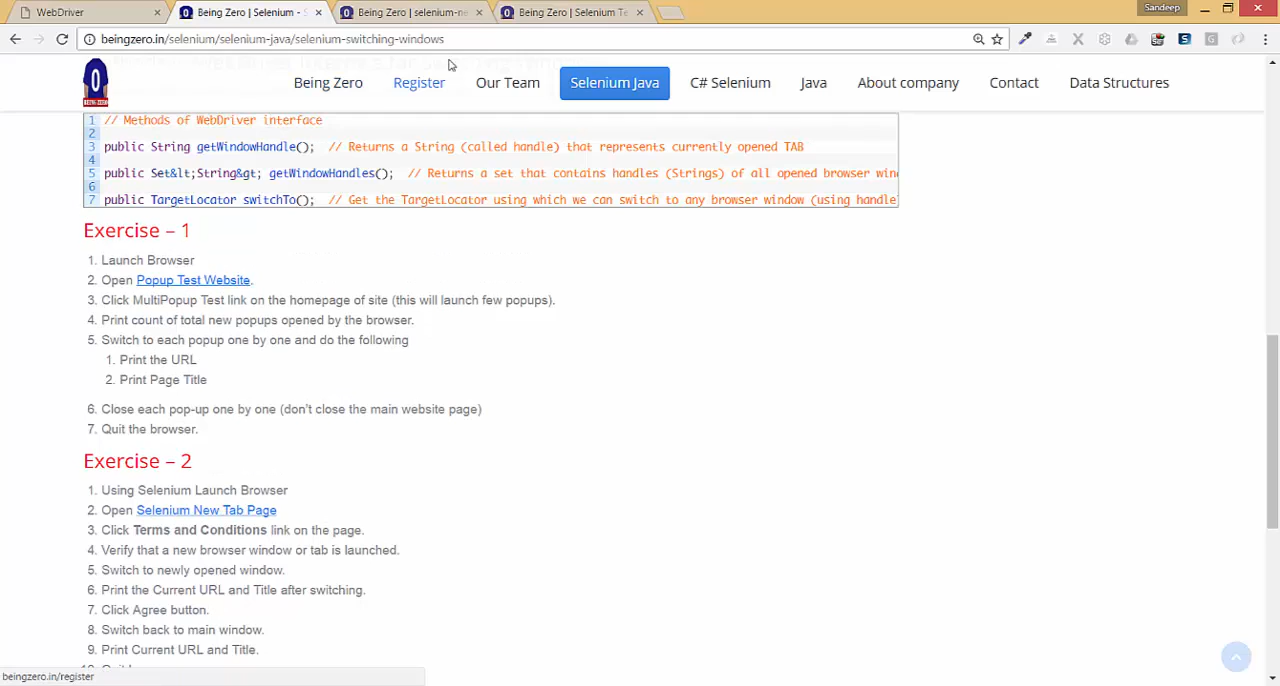 WebDriver
Being Zero | Selenium - S
Being Zero | selenium-ne
Being Zero | Selenium Te
Sandeep
beingzero.in/selenium/selenium-java/selenium-switching-windows
Being Zero
Register
Our Team
Selenium Java
C# Selenium
Java
About company
Contact
Data Structures
1 // Methods of WebDriver interface
2
3 public String getWindowHandle(); // Returns a String (called handle) that represents currently opened TAB
4
5 public Set&lt;String&gt; getWindowHandles(); // Returns a set that contains handles (Strings) of all opened browser win
6
7 public TargetLocator switchTo(); // Get the TargetLocator using which we can switch to any browser window (using handle)
Exercise – 1
1. Launch Browser
2. Open Popup Test Website.
3. Click MultiPopup Test link on the homepage of site (this will launch few popups).
4. Print count of total new popups opened by the browser.
5. Switch to each popup one by one and do the following
1. Print the URL
2. Print Page Title
6. Close each pop-up one by one (don't close the main website page)
7. Quit the browser.
Exercise – 2
1. Using Selenium Launch Browser
2. Open Selenium New Tab Page
3. Click Terms and Conditions link on the page.
4. Verify that a new browser window or tab is launched.
5. Switch to newly opened window.
6. Print the Current URL and Title after switching.
7. Click Agree button.
8. Switch back to main window.
9. Print Current URL and Title.
beingzero.in/register